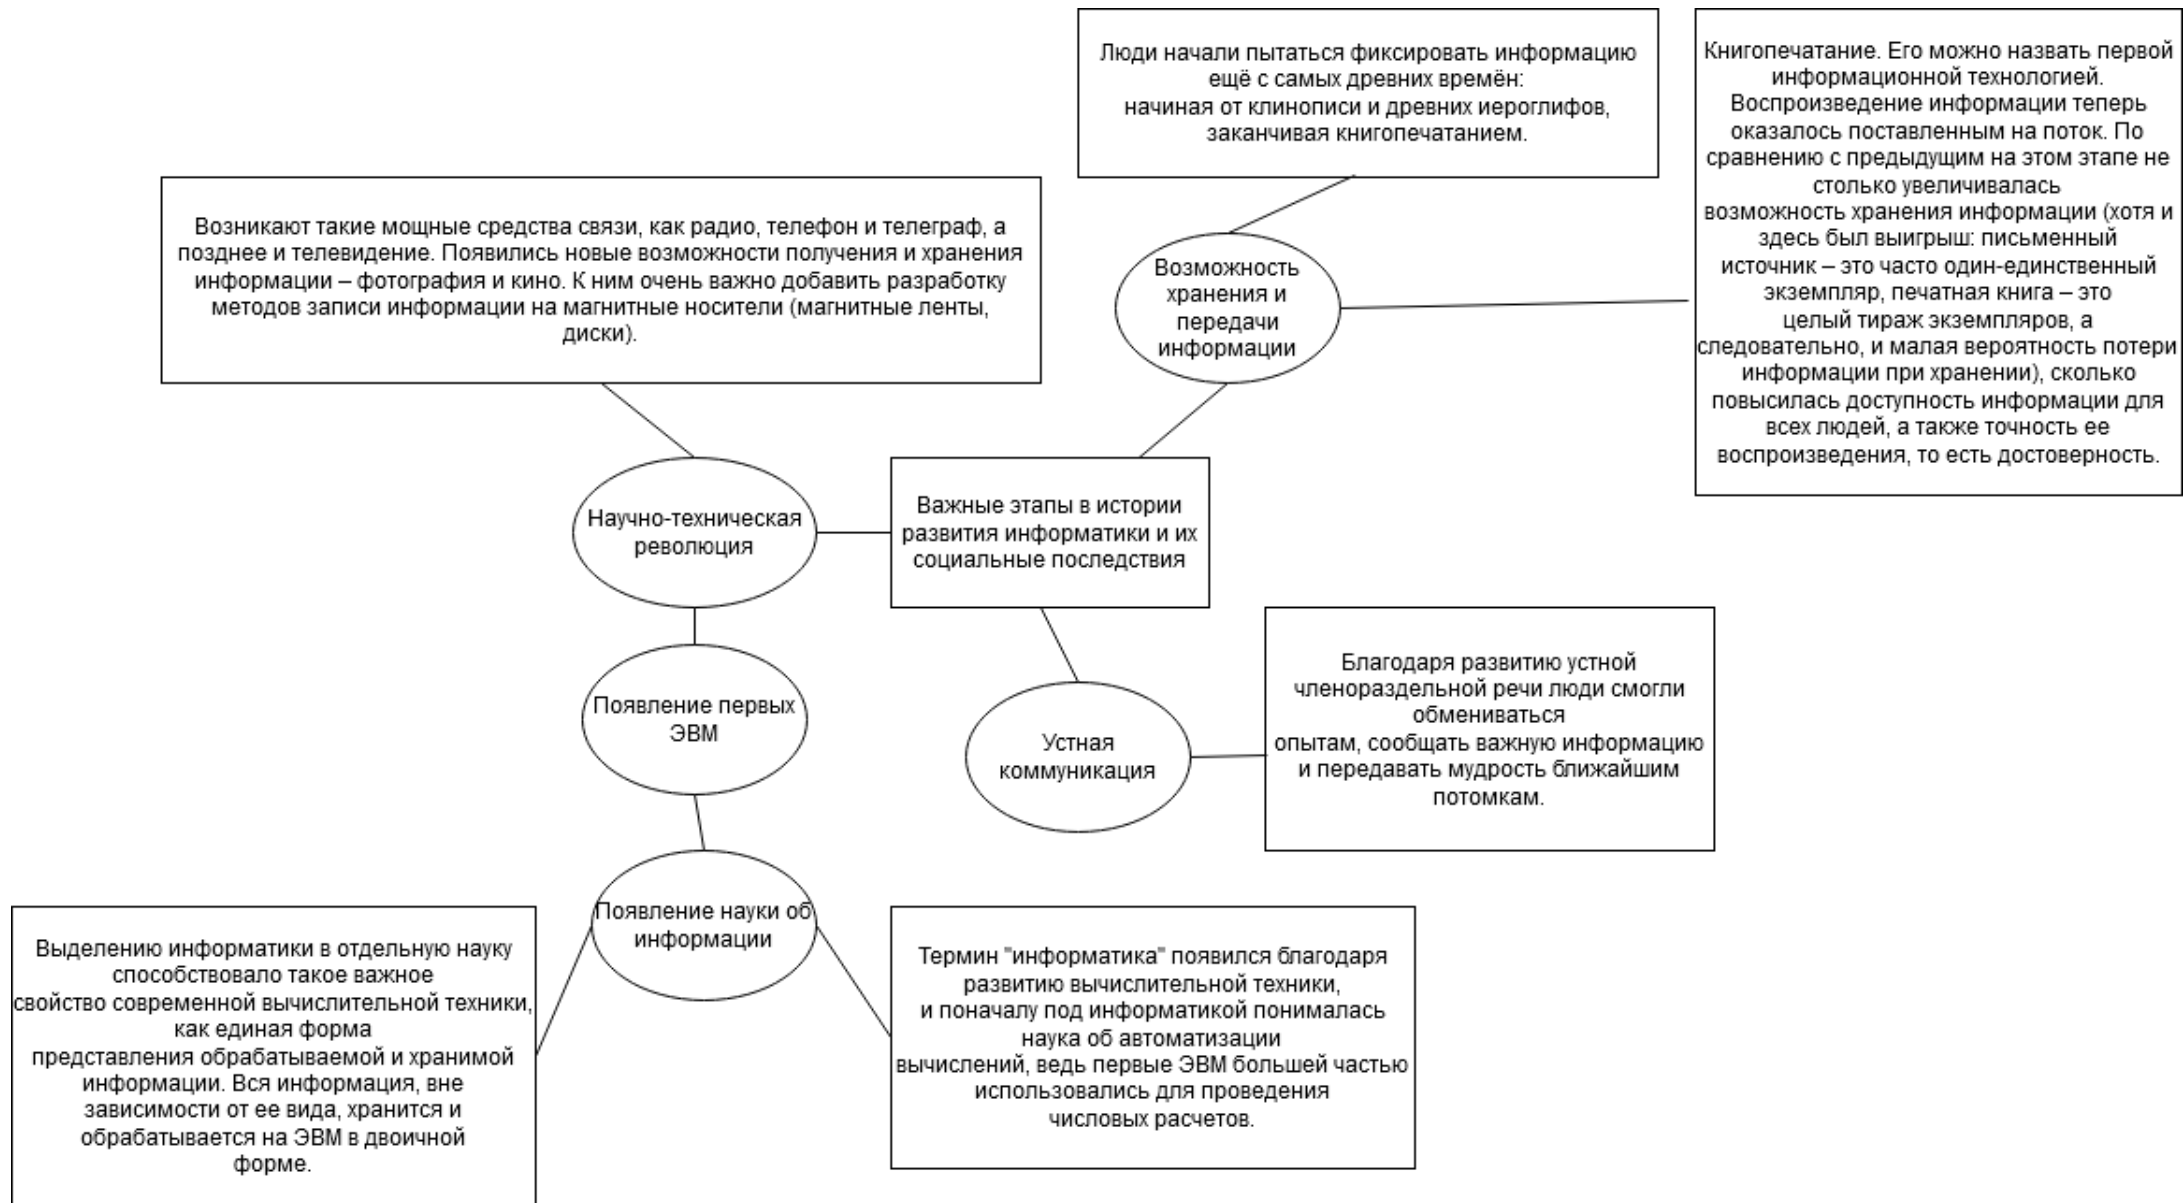 Люди начали пытаться фиксировать информацию
ещё с самых древних времён:
начиная от клинописи и древних иероглифов,
заканчивая книгопечатанием.
Книгопечатание. Его можно назвать первой
информационной технологией.
Воспроизведение информации теперь
оказалось поставленным на поток. По
сравнению с предыдущим на этом этапе не
столько увеличивалась
возможность хранения информации (хотя и
здесь был выигрыш: письменный
источник – это часто один-единственный
экземпляр, печатная книга – это
целый тираж экземпляров, а
следовательно, и малая вероятность потери
информации при хранении), сколько
повысилась доступность информации для
всех людей, а также точность ее
воспроизведения, то есть достоверность.
Возникают такие мощные средства связи, как радио, телефон и телеграф, а
позднее и телевидение. Появились новые возможности получения и хранения
информации – фотография и кино. К ним очень важно добавить разработку
методов записи информации на магнитные носители (магнитные ленты,
диски).
Возможность
хранения и
передачи
информации
Научно-техническая
революция
Важные этапы в истории
развития информатики и их
социальные последствия
Появление первых
ЭВМ
Устная
коммуникация
Благодаря развитию устной
членораздельной речи люди смогли
обмениваться
опытам, сообщать важную информацию
и передавать мудрость ближайшим
потомкам.
Появление науки об
информации
Выделению информатики в отдельную науку
способствовало такое важное
свойство современной вычислительной техники,
как единая форма
представления обрабатываемой и хранимой
информации. Вся информация, вне
зависимости от ее вида, хранится и
обрабатывается на ЭВМ в двоичной
форме.
Термин "информатика" появился благодаря
развитию вычислительной техники,
и поначалу под информатикой понималась
наука об автоматизации
вычислений, ведь первые ЭВМ большей частью
использовались для проведения
числовых расчетов.